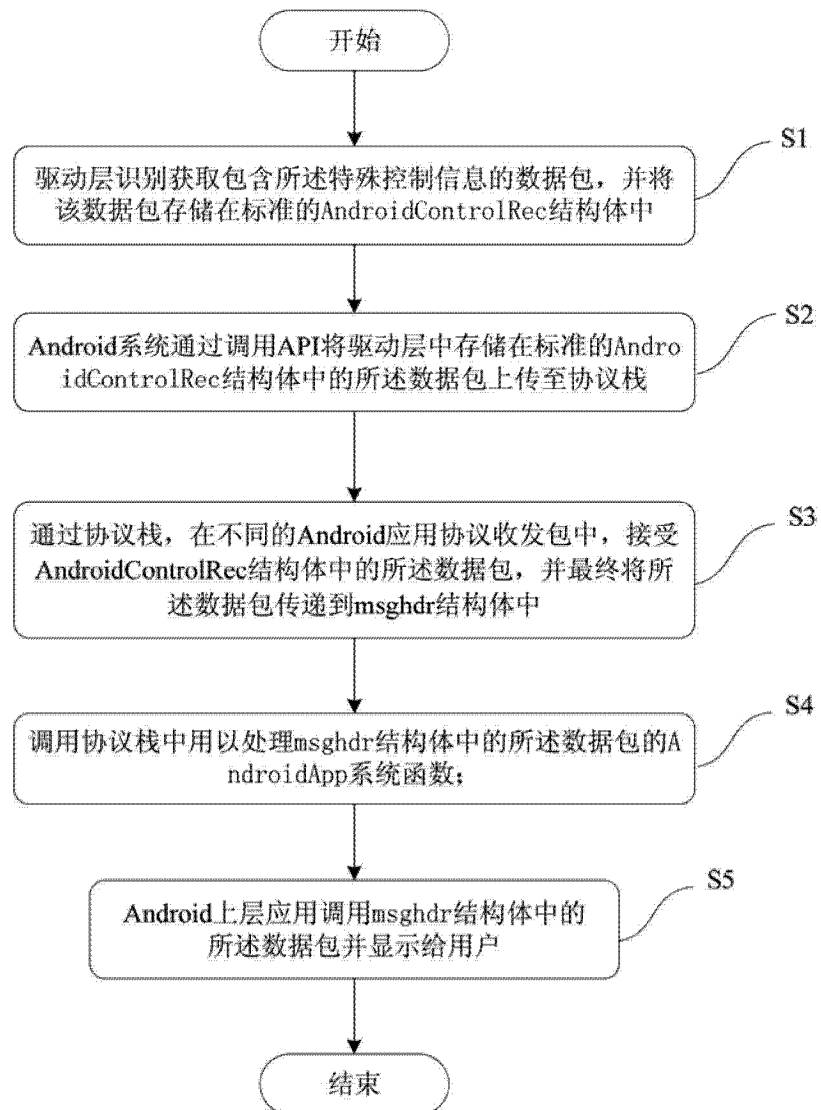 开始
S1
驱动层识别获取包含所述特殊控制信息的数据包，并将
该数据包存储在标准的AndroidControlRec结构体中
S2
Android系统通过调用API将驱动层中存储在标准的Andro
idControlRec结构体中的所述数据包上传至协议栈
S3
通过协议栈，在不同的Android应用协议收发包中，接受
AndroidControlRec结构体中的所述数据包，并最终将所
述数据包传递到msghdr结构体中
S4
调用协议栈中用以处理msghdr结构体中的所述数据包的A
ndroidApp系统函数；
S5
Android上层应用调用msghdr结构体中的
所述数据包并显示给用户
结束